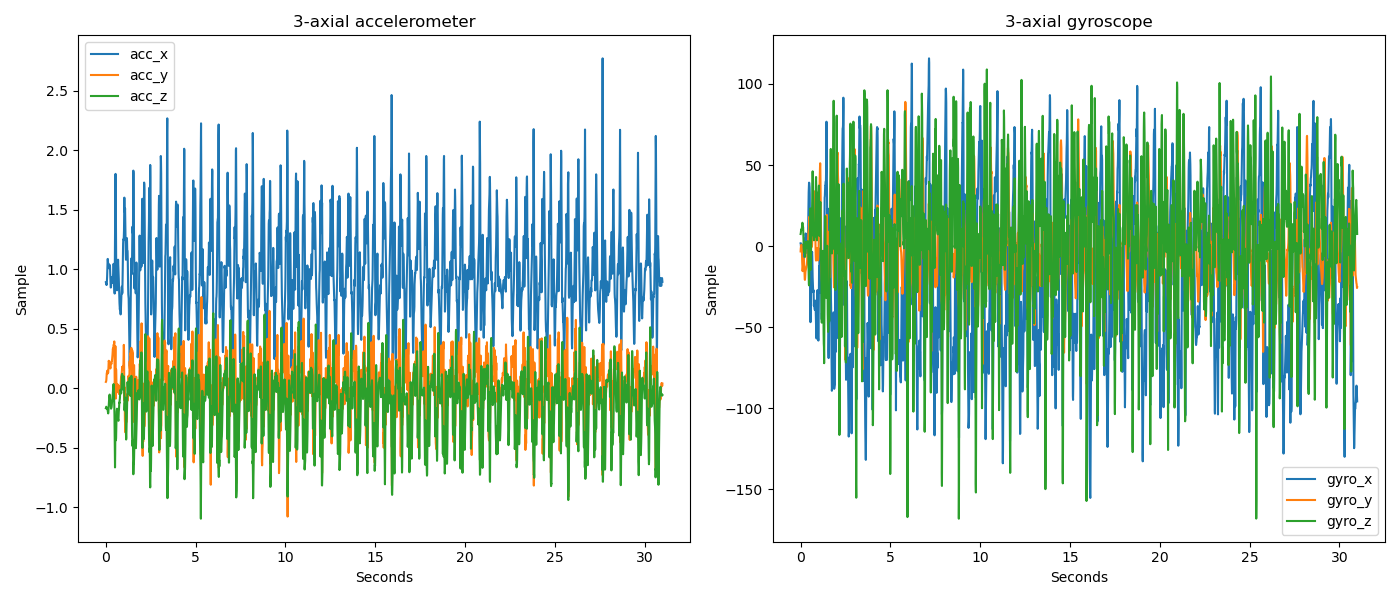 3-axial accelerometer
acc_x
acc_y
acc_z
2.5
2.0
1.5
1.0
0.5
0.0
−0.5
−1.0
Sample
0 5 10 15 20 25 30
Seconds
3-axial gyroscope
100
50
0
−50
−100
−150
Sample
gyro_x
gyro_y
gyro_z
0 5 10 15 20 25 30
Seconds